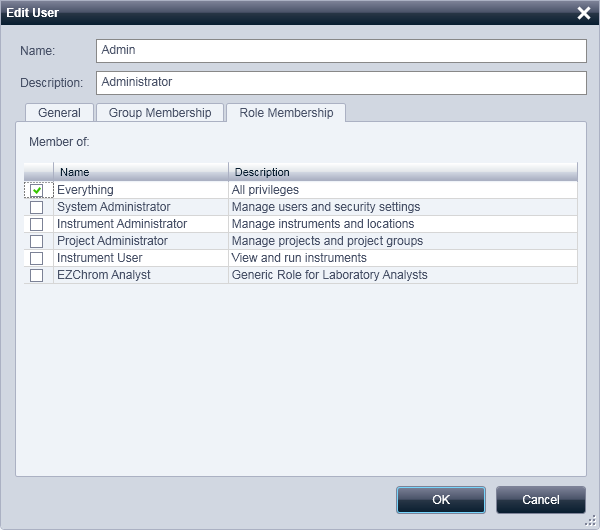 Edit User
Name: Admin
Description: Administrator
General Group Membership Role Membership
Member of:
Name Description
Everything All privileges
System Administrator Manage users and security settings
Instrument Administrator Manage instruments and locations
Project Administrator Manage projects and project groups
Instrument User View and run instruments
EZChrom Analyst Generic Role for Laboratory Analysts
OK Cancel